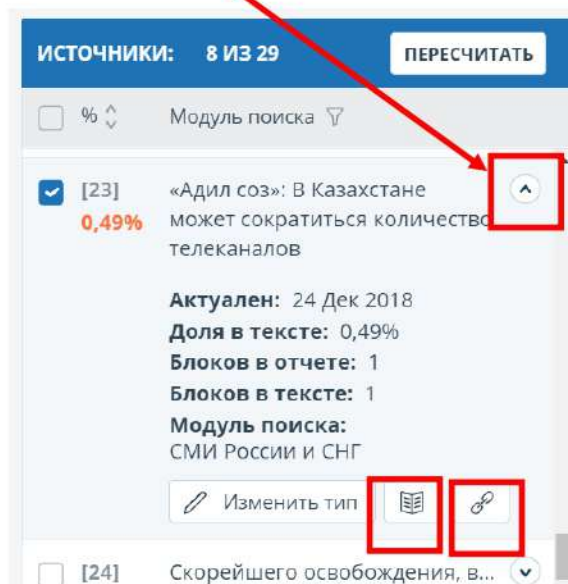 ИСТОЧНИКИ: 8 ИЗ 29 ПЕРЕСЧИТАТЬ
% Модуль поиска
[23] «Адил соз»: В Казахстане
0,49% может сократиться количество
телеканалов
Актуален: 24 Дек 2018
Доля в тексте: 0,49%
Блоков в отчете: 1
Блоков в тексте: 1
Модуль поиска:
СМИ России и СНГ
Изменить тип
[24] Скорейшего освобождения, в...